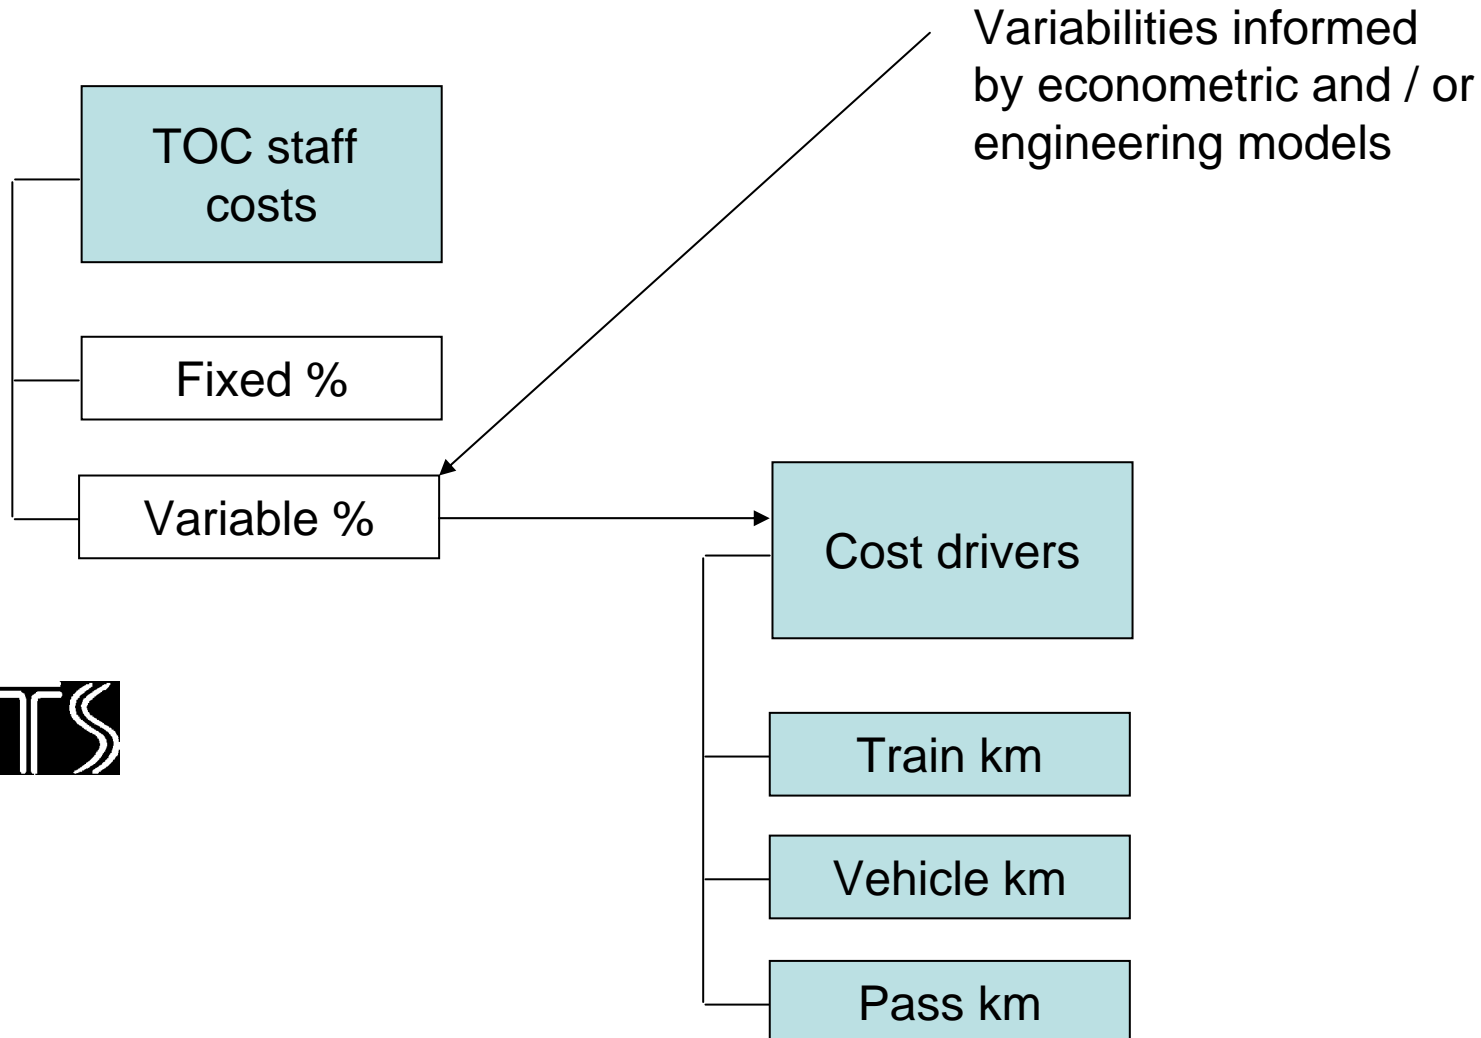 Variabilities informed
by econometric and / or
engineering models
TOC staff
costs
Fixed %
Variable %
Cost drivers
TS
Train km
Vehicle km
Pass km